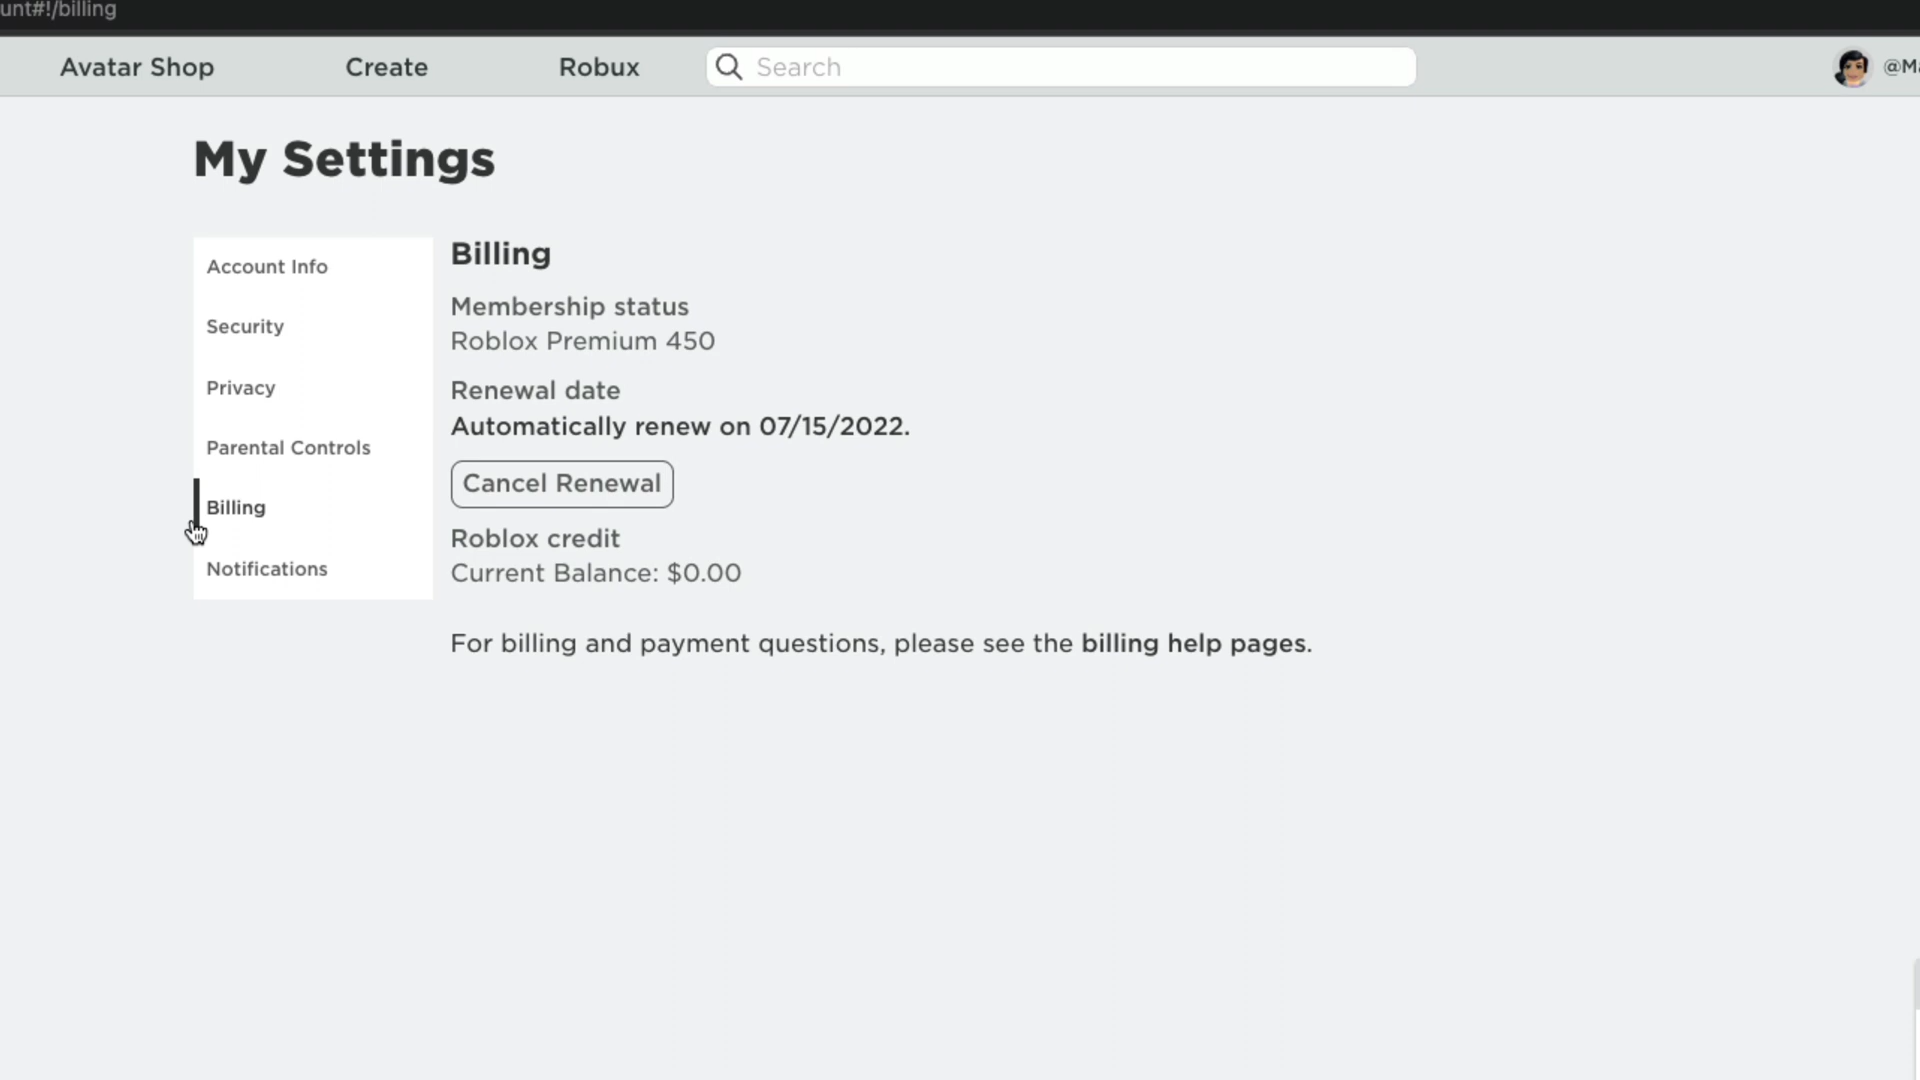 unt#!/billing
Avatar Shop
Create
Robux
Search
@Ma
My Settings
Account Info
Security
Privacy
Parental Controls
Billing
Notifications
Billing
Membership status
Roblox Premium 450
Renewal date
Automatically renew on 07/15/2022.
Cancel Renewal
Roblox credit
Current Balance: $0.00
For billing and payment questions, please see the billing help pages.